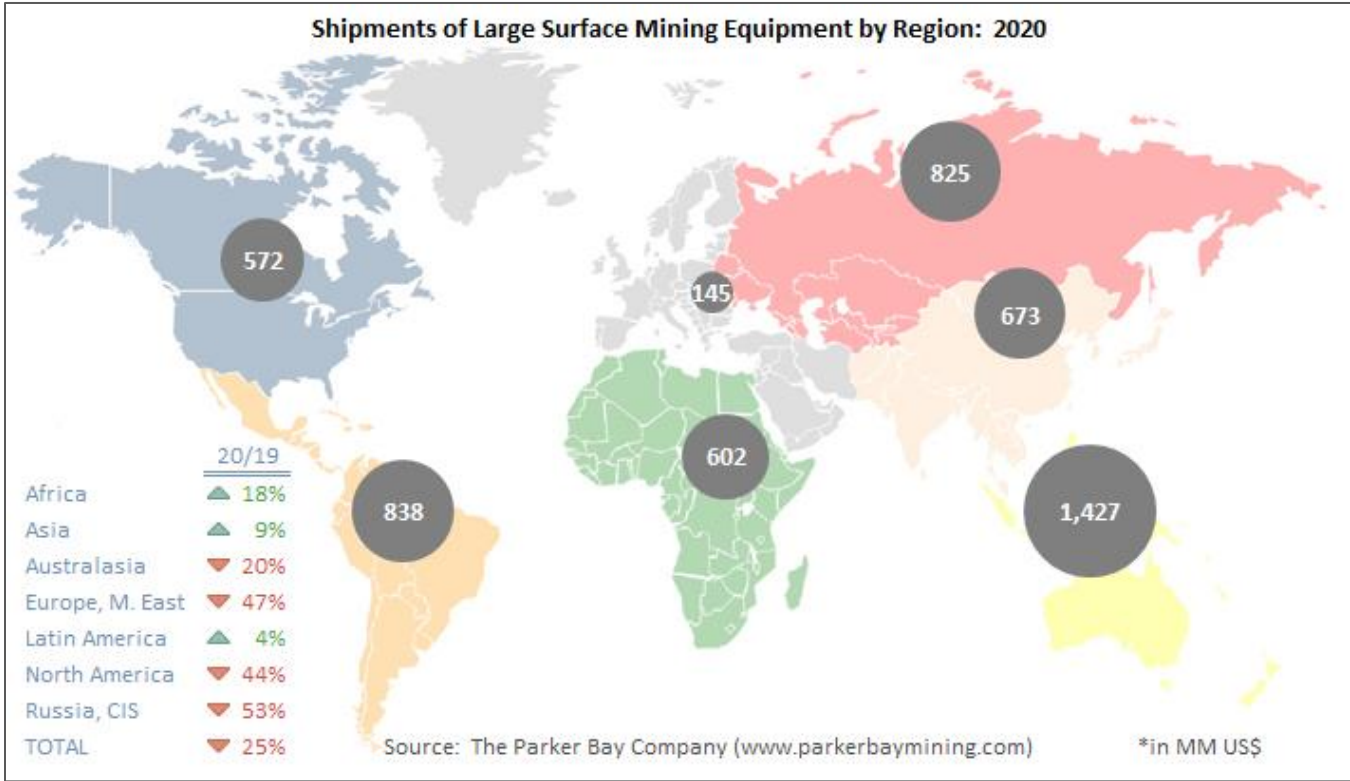 Shipments of Large Surface Mining Equipment by Region: 2020
825
572
145
673
602
838
1,427
20/19
Africa 18%
Asia 9%
Australasia 20%
Europe, M. East 47%
Latin America 4%
North America 44%
Russia, CIS 53%
TOTAL 25%
Source: The Parker Bay Company (www.parkerbaymining.com) *in MM US$